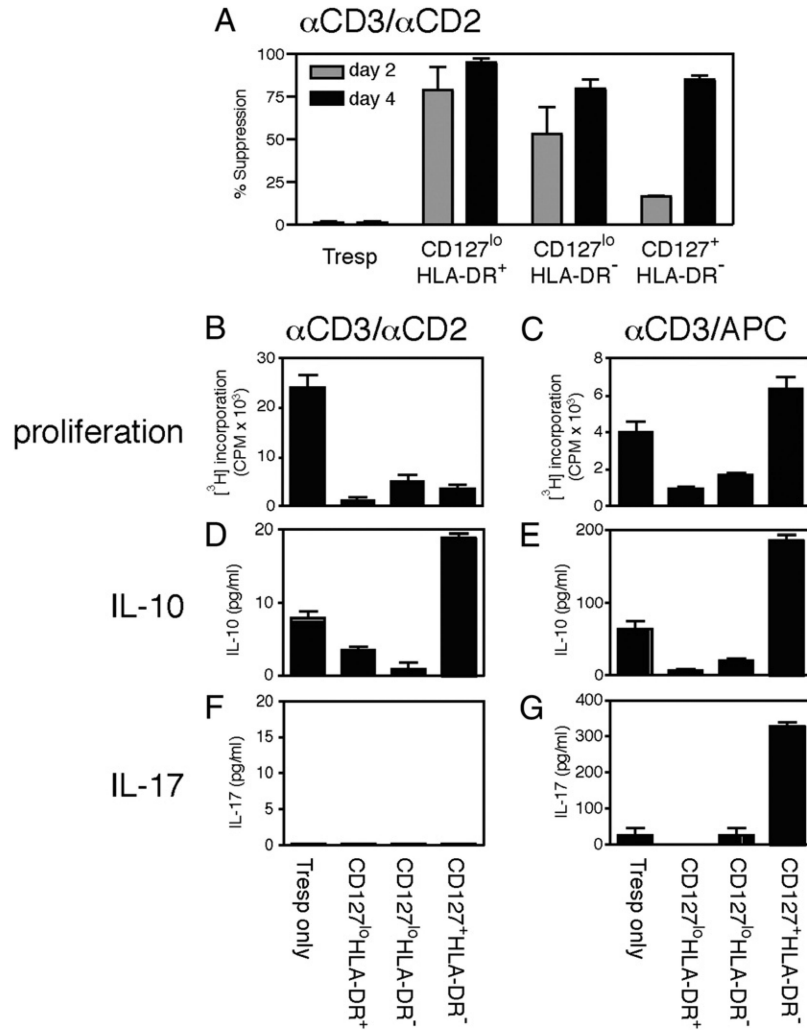 A αCD3/αCD2
100
75
50
25
0
% Suppression
day 2
day 4
Tresp
CD127lo
HLA-DR+
CD127lo
HLA-DR-
CD127+
HLA-DR-
B αCD3/αCD2
C αCD3/APC
proliferation
[3H] incorporation
(CPM x 10³)
30
20
10
0
[3H] incorporation
(CPM x 10³)
8
6
4
2
0
D
E
IL-10
IL-10 (pg/ml)
20
10
0
IL-10 (pg/ml)
200
100
0
F
G
IL-17
IL-17 (pg/ml)
20
15
10
5
0
IL-17 (pg/ml)
400
300
200
100
0
Tresp only
CD127loHLA-DR+
CD127loHLA-DR-
CD127+HLA-DR-
Tresp only
CD127loHLA-DR+
CD127loHLA-DR-
CD127+HLA-DR-